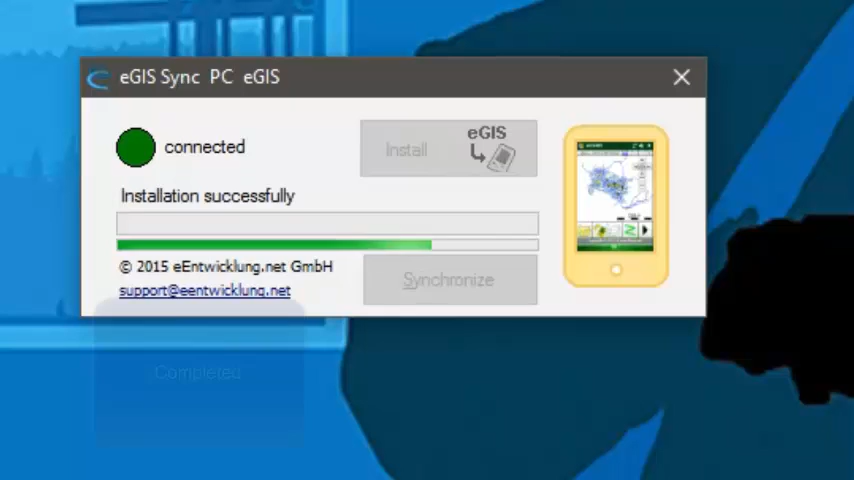 eGIS Sync PC eGIS
connected
Install
eGIS
Installation successfully
© 2015 eEntwicklung.net GmbH
support@eentwicklung.net
Synchronize
Completed